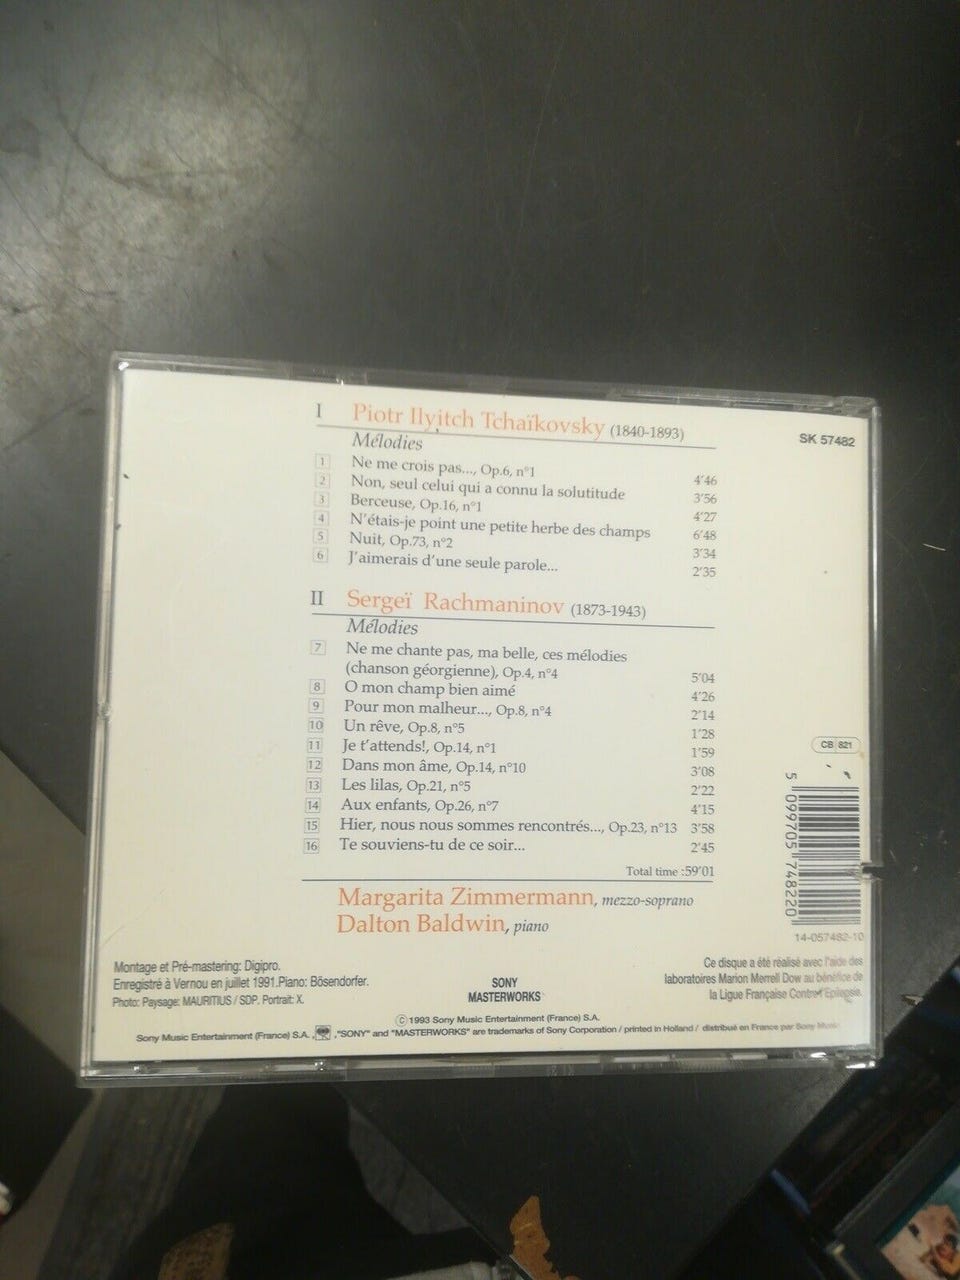 I Piotr Ilyitch Tchaïkovsky (1840-1893)
SK 57482
Mélodies
1 Ne me crois pas..., Op.6, n°1 4'46
2 Non, seul celui qui a connu la solutitude 3'56
3 Berceuse, Op.16, n°1 4'27
4 N'étais-je point une petite herbe des champs 6'48
5 Nuit, Op.73, n°2 3'34
6 J'aimerais d'une seule parole... 2'35
II Sergeï Rachmaninov (1873-1943)
Mélodies
7 Ne me chante pas, ma belle, ces mélodies
(chanson géorgienne), Op.4, n°4 5'04
8 O mon champ bien aimé 4'26
9 Pour mon malheur..., Op.8, n°4 2'14
10 Un rêve, Op.8, n°5 1'28
11 Je t'attends!, Op.14, n°1 1'59
12 Dans mon âme, Op.14, n°10 3'08
13 Les lilas, Op.21, n°5 2'22
14 Aux enfants, Op.26, n°7 4'15
15 Hier, nous nous sommes rencontrés..., Op.23, n°13 3'58
16 Te souviens-tu de ce soir... 2'45
Total time :59'01
CB 821
5 099705 748220
14-057482-10
Margarita Zimmermann, mezzo-soprano
Dalton Baldwin, piano
Montage et Pré-mastering: Digipro.
Enregistré à Vernou en juillet 1991.Piano: Bösendorfer.
Photo: Paysage: MAURITIUS / SDP. Portrait: X.
SONY
MASTERWORKS
Ce disque a été réalisé avec l'aide des
laboratoires Marion Merrell Dow au bénéfice de
la Ligue Française Contre l'Epilepsie.
©1993 Sony Music Entertainment (France) S.A.
Sony Music Entertainment (France) S.A. , "SONY" and "MASTERWORKS" are trademarks of Sony Corporation / printed in Holland / distribué en France par Sony Music